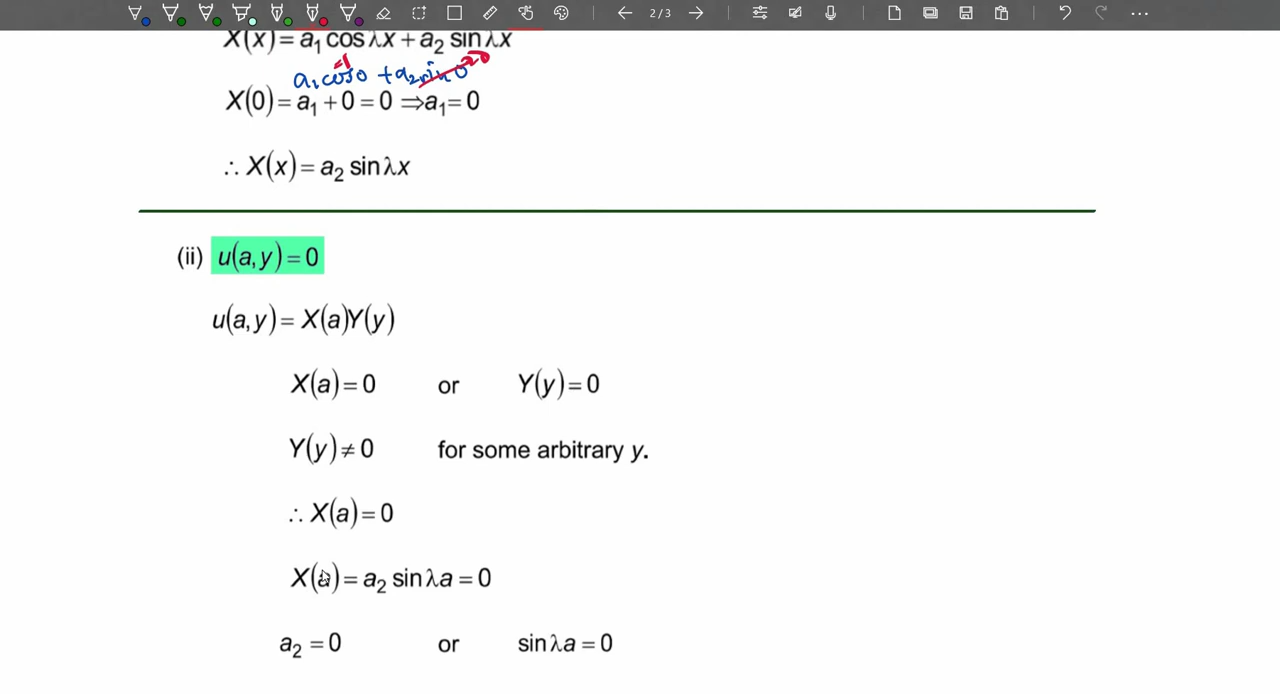 2/3
X(x) = a₁ cos λx + a₂ sin λx
=1 =0
a₁ cos 0 + a₂ sin 0
X(0) = a₁ + 0 = 0 ⇒ a₁ = 0
∴ X(x) = a₂ sin λx
(ii) u(a,y) = 0
u(a,y) = X(a)Y(y)
X(a) = 0 or Y(y) = 0
Y(y) ≠ 0 for some arbitrary y.
∴ X(a) = 0
X(a) = a₂ sin λa = 0
a₂ = 0 or sin λa = 0